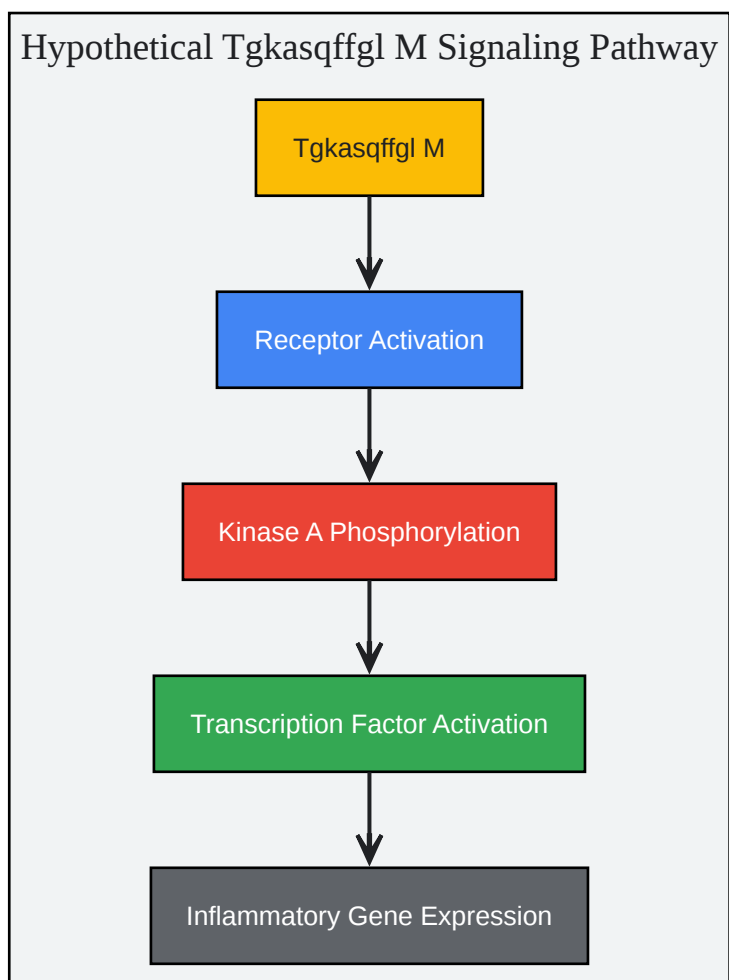 Hypothetical Tgkasqffgl M Signaling Pathway
Tgkasqffgl M
Receptor Activation
Kinase A Phosphorylation
Transcription Factor Activation
Inflammatory Gene Expression